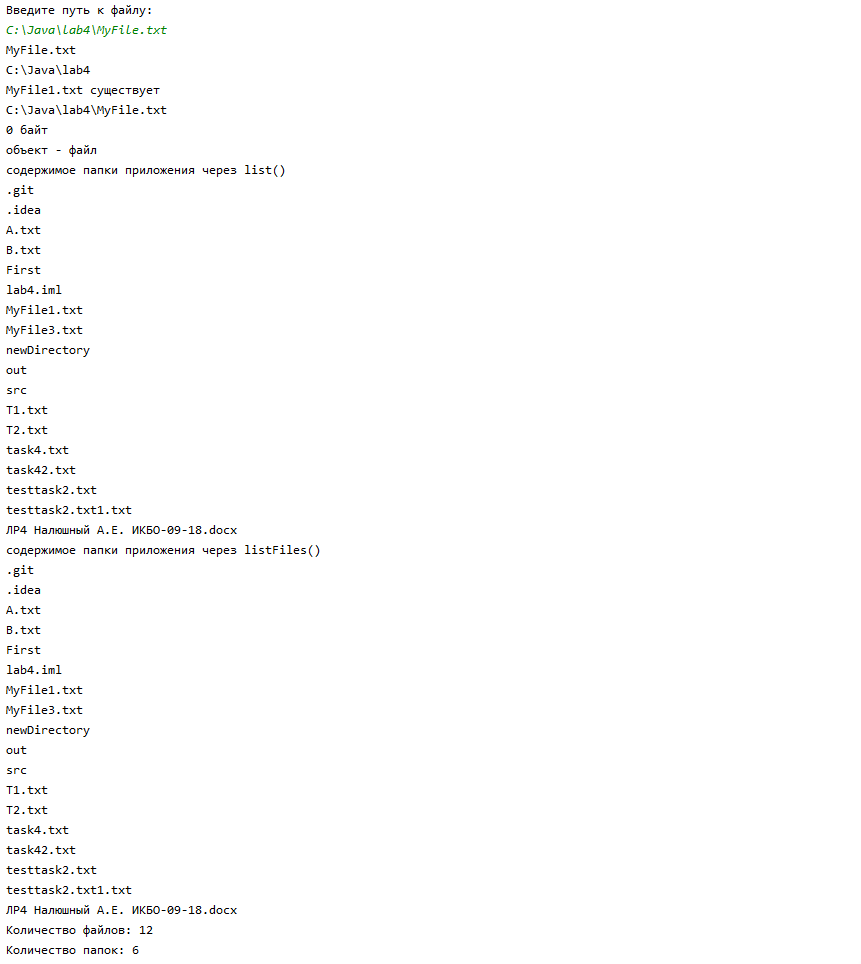 Введите путь к файлу:
C:\Java\lab4\MyFile.txt
MyFile.txt
C:\Java\lab4
MyFile1.txt существует
C:\Java\lab4\MyFile.txt
0 байт
объект - файл
содержимое папки приложения через list()
.git
.idea
A.txt
B.txt
First
lab4.iml
MyFile1.txt
MyFile3.txt
newDirectory
out
src
T1.txt
T2.txt
task4.txt
task42.txt
testtask2.txt
testtask2.txt1.txt
ЛР4 Налюшный А.Е. ИКБО-09-18.docx
содержимое папки приложения через listFiles()
.git
.idea
A.txt
B.txt
First
lab4.iml
MyFile1.txt
MyFile3.txt
newDirectory
out
src
T1.txt
T2.txt
task4.txt
task42.txt
testtask2.txt
testtask2.txt1.txt
ЛР4 Налюшный А.Е. ИКБО-09-18.docx
Количество файлов: 12
Количество папок: 6